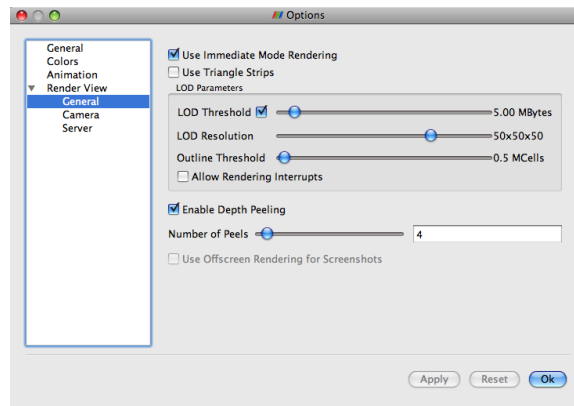 Options
General
Colors
Animation
Render View
General
Camera
Server
Use Immediate Mode Rendering
Use Triangle Strips
LOD Parameters
LOD Threshold 5.00 MBytes
LOD Resolution 50x50x50
Outline Threshold 0.5 MCells
Allow Rendering Interrupts
Enable Depth Peeling
Number of Peels 4
Use Offscreen Rendering for Screenshots
Apply Reset Ok